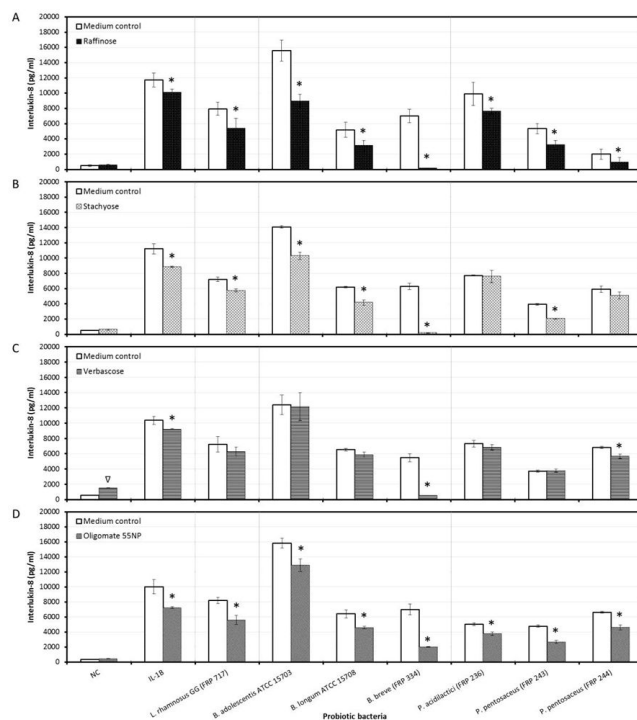 A
Medium control
Raffinose
Interlukin-8 (pg/ml)
20000
18000
16000
14000
12000
10000
8000
6000
4000
2000
0
*
*
*
*
*
*
*
*
B
Medium control
Stachyose
Interlukin-8 (pg/ml)
20000
18000
16000
14000
12000
10000
8000
6000
4000
2000
0
*
*
*
*
*
*
C
Medium control
Verbascose
Interlukin-8 (pg/ml)
20000
18000
16000
14000
12000
10000
8000
6000
4000
2000
0
∇
*
*
*
D
Medium control
Oligomate 55NP
Interlukin-8 (pg/ml)
20000
18000
16000
14000
12000
10000
8000
6000
4000
2000
0
*
*
*
*
*
*
*
*
NC
IL-1B
L. rhamnosus GG (FRP 717)
B. adolescentis ATCC 15703
B. longum ATCC 15708
B. breve (FRP 334)
P. acidilactici (FRP 236)
P. pentosaceus (FRP 243)
P. pentosaceus (FRP 244)
Probiotic bacteria